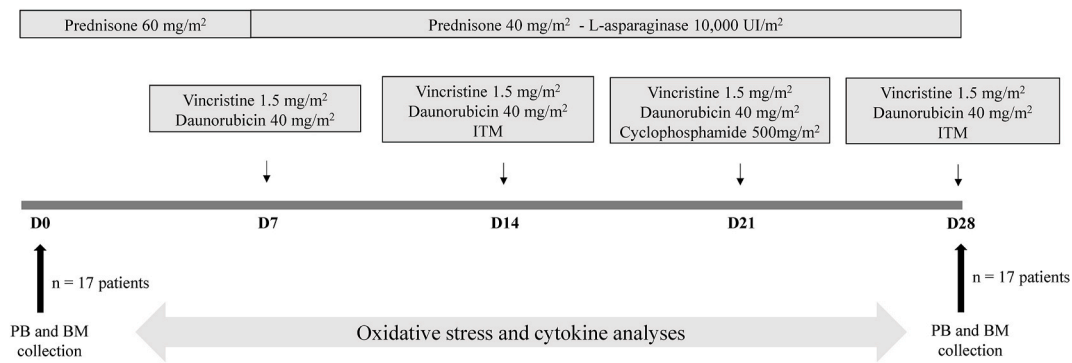 Prednisone 60 mg/m²
Prednisone 40 mg/m² - L-asparaginase 10,000 UI/m²
Vincristine 1.5 mg/m²
Daunorubicin 40 mg/m²
Vincristine 1.5 mg/m²
Daunorubicin 40 mg/m²
ITM
Vincristine 1.5 mg/m²
Daunorubicin 40 mg/m²
Cyclophosphamide 500mg/m²
Vincristine 1.5 mg/m²
Daunorubicin 40 mg/m²
ITM
D0
D7
D14
D21
D28
n = 17 patients
n = 17 patients
PB and BM
collection
Oxidative stress and cytokine analyses
PB and BM
collection